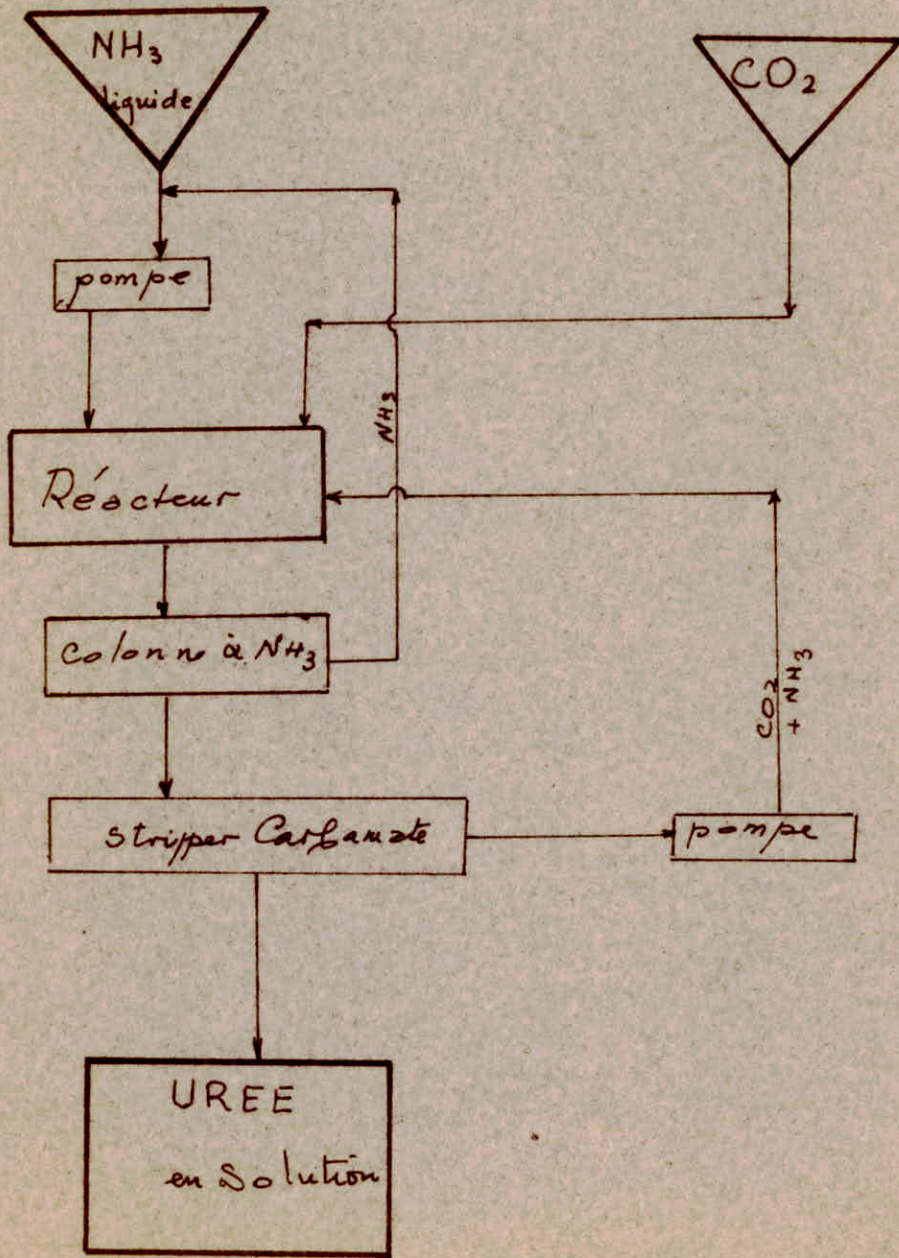 NH₃
liquide
CO₂
pompe
NH₃
Réacteur
Colonne à NH₃
CO₂
+ NH₃
Stripper Carbamate
pompe
UREE
en Solution